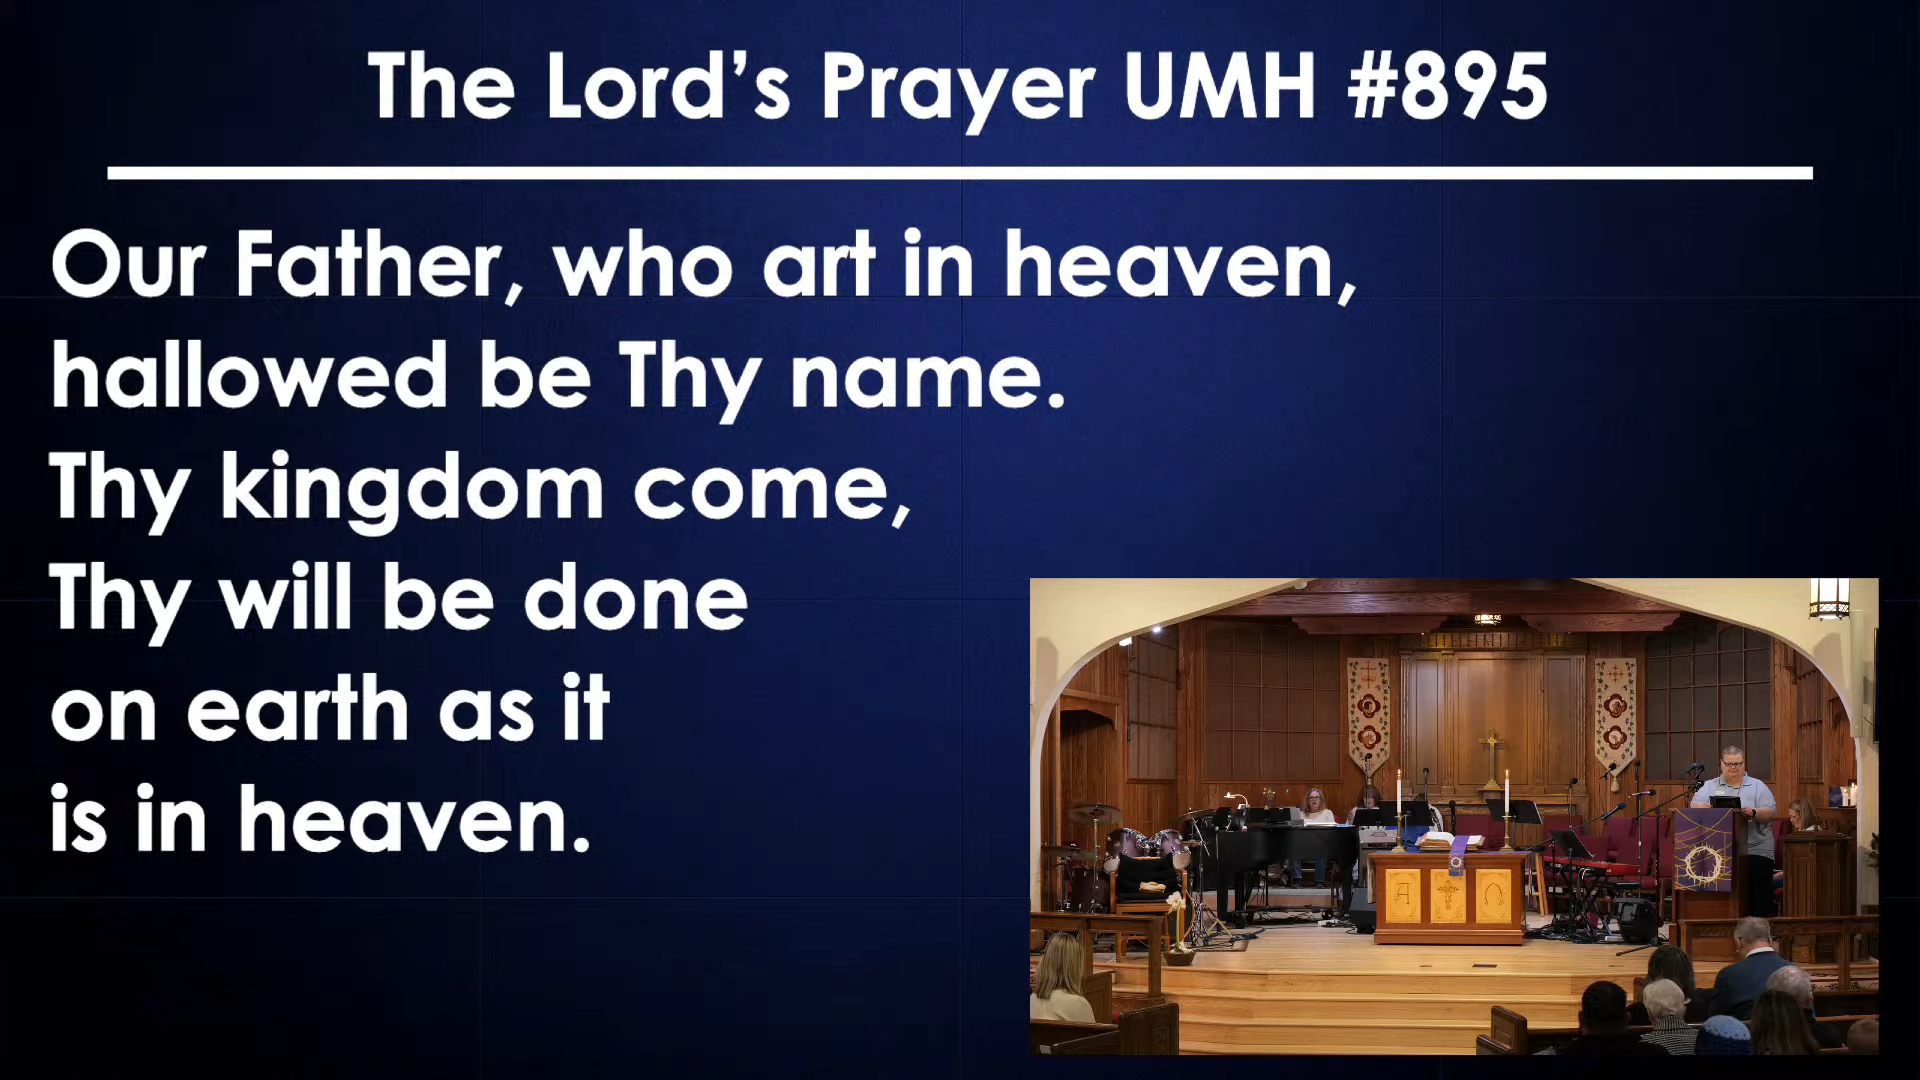 The Lord’s Prayer UMH #895
Our Father, who art in heaven,
hallowed be Thy name.
Thy kingdom come,
Thy will be done
on earth as it
is in heaven.
A
Ω